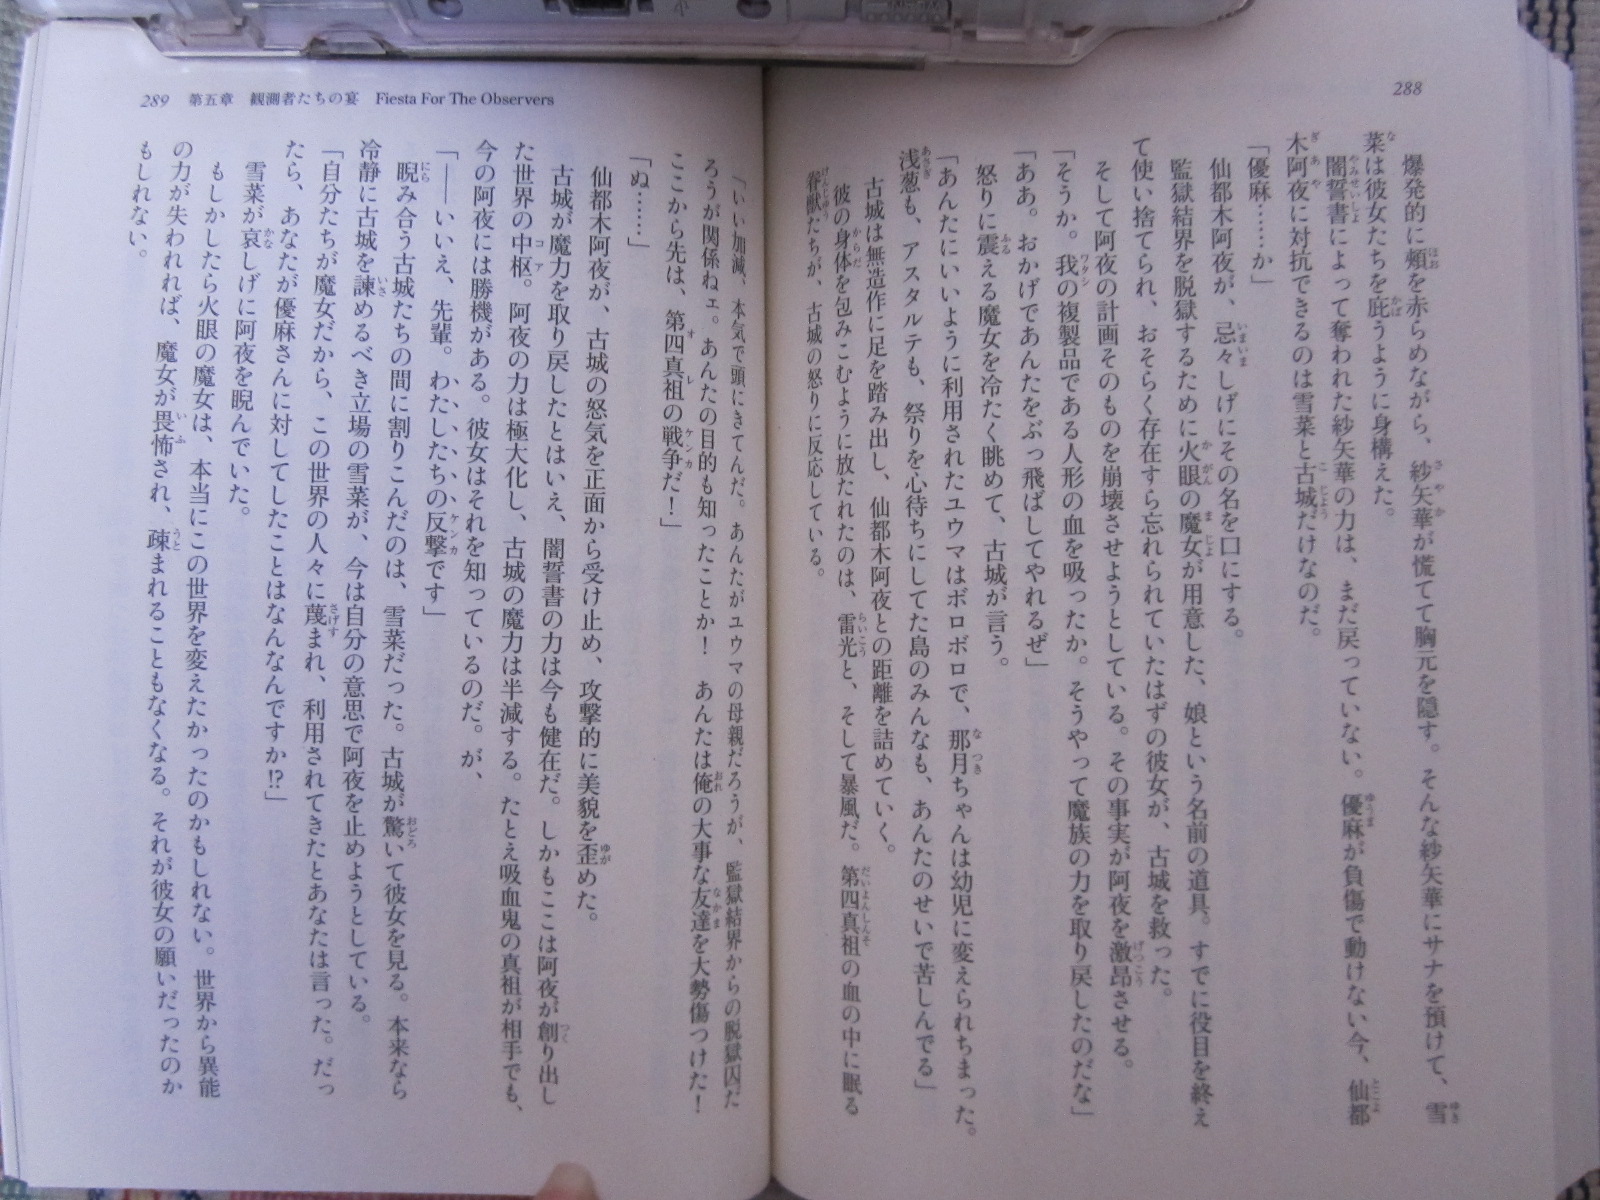 288
爆発的に頰を赤らめながら、紗矢華が慌てて胸元を隠す。そんな紗矢華にサナを預けて、雪
菜は彼女たちを庇うように身構えた。
闇誓書によって奪われた紗矢華の力は、まだ戻っていない。優麻が負傷で動けない今、仙都
木阿夜に対抗できるのは雪菜と古城だけなのだ。
「優麻……か」
仙都木阿夜が、忌々しげにその名を口にする。
監獄結界を脱獄するために火眼の魔女が用意した、娘という名前の道具。すでに役目を終え
て使い捨てられ、おそらく存在すら忘れられていたはずの彼女が、古城を救った。
そして阿夜の計画そのものを崩壊させようとしている。その事実が阿夜を激昂させる。
「そうか。我の複製品である人形の血を吸ったか。そうやって魔族の力を取り戻したのだな」
「ああ。おかげであんたをぶっ飛ばしてやれるぜ」
怒りに震える魔女を冷たく眺めて、古城が言う。
「あんたにいいように利用されたユウマはボロボロで、那月ちゃんは幼児に変えられちまった。
浅葱も、アスタルテも、祭りを心待ちにしてた島のみんなも、あんたのせいで苦しんでる」
古城は無造作に足を踏み出し、仙都木阿夜との距離を詰めていく。
彼の身体を包みこむように放たれたのは、雷光と、そして暴風だ。第四真祖の血の中に眠る
眷獣たちが、古城の怒りに反応している。
289 第五章 観測者たちの宴 Fiesta For The Observers
「いい加減、本気で頭にきてんだ。あんたがユウマの母親だろうが、監獄結界からの脱獄囚だ
ろうが関係ねェ。あんたの目的も知ったことか！ あんたは俺の大事な友達を大勢傷つけた！
ここから先は、第四真祖の戦争だ！」
「ぬ……」
仙都木阿夜が、古城の怒気を正面から受け止め、攻撃的に美貌を歪めた。
古城が魔力を取り戻したとはいえ、闇誓書の力は今も健在だ。しかもここは阿夜が創り出し
た世界の中枢。阿夜の力は極大化し、古城の魔力は半減する。たとえ吸血鬼の真祖が相手でも、
今の阿夜には勝機がある。彼女はそれを知っているのだ。が、
「――いいえ、先輩。わたしたちの反撃です」
睨み合う古城たちの間に割りこんだのは、雪菜だった。古城が驚いて彼女を見る。本来なら
冷静に古城を諫めるべき立場の雪菜が、今は自分の意思で阿夜を止めようとしている。
「自分たちが魔女だから、この世界の人々に蔑まれ、利用されてきたとあなたは言った。だっ
たら、あなたが優麻さんに対してしたことはなんなんですか!?」
雪菜が哀しげに阿夜を睨んでいた。
もしかしたら火眼の魔女は、本当にこの世界を変えたかったのかもしれない。世界から異能
の力が失われれば、魔女が畏怖され、疎まれることもなくなる。それが彼女の願いだったのか
もしれない。